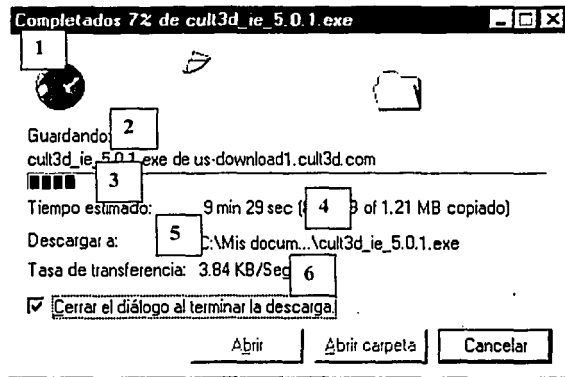 Completados 7% de cult3d_ie_5.0.1.exe
1
Guardando: 2
cult3d_ie_5.0.1.exe de us-download1.cult3d.com
3
Tiempo estimado: 9 min 29 sec ( 4 of 1.21 MB copiado)
Descargar a: 5 C:\Mis docum...\cult3d_ie_5.0.1.exe
Tasa de transferencia: 3.84 KB/Seg 6
Cerrar el diálogo al terminar la descarga.
Abrir Abrir carpeta Cancelar